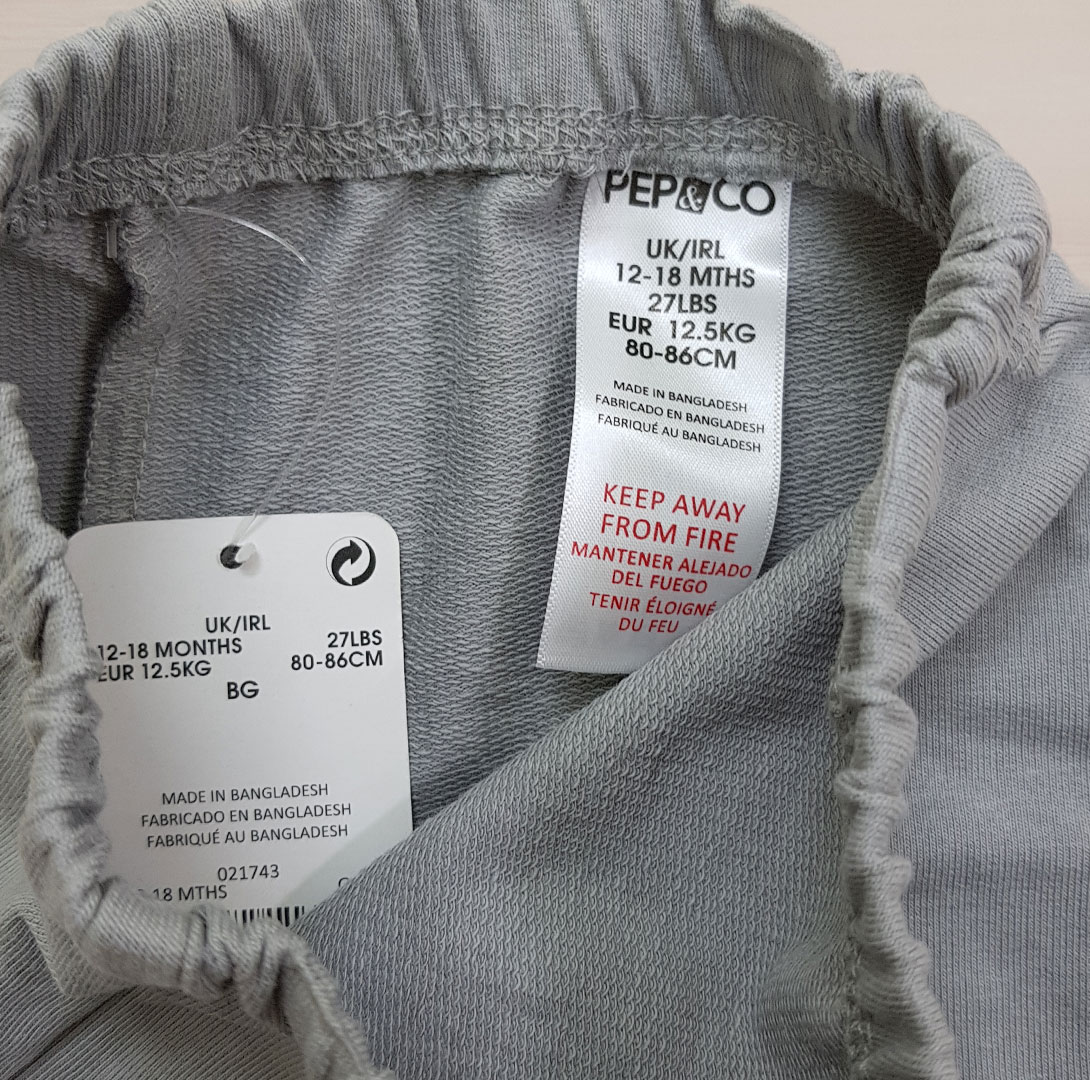 PEP&CO
UK/IRL
12-18 MTHS
27LBS
EUR 12.5KG
80-86CM
MADE IN BANGLADESH
FABRICADO EN BANGLADESH
FABRIQUÉ AU BANGLADESH
KEEP AWAY
FROM FIRE
MANTENER ALEJADO
DEL FUEGO
TENIR ÉLOIGNÉ
DU FEU
UK/IRL
12-18 MONTHS 27LBS
EUR 12.5KG 80-86CM
BG
MADE IN BANGLADESH
FABRICADO EN BANGLADESH
FABRIQUÉ AU BANGLADESH
021743
18 MTHS